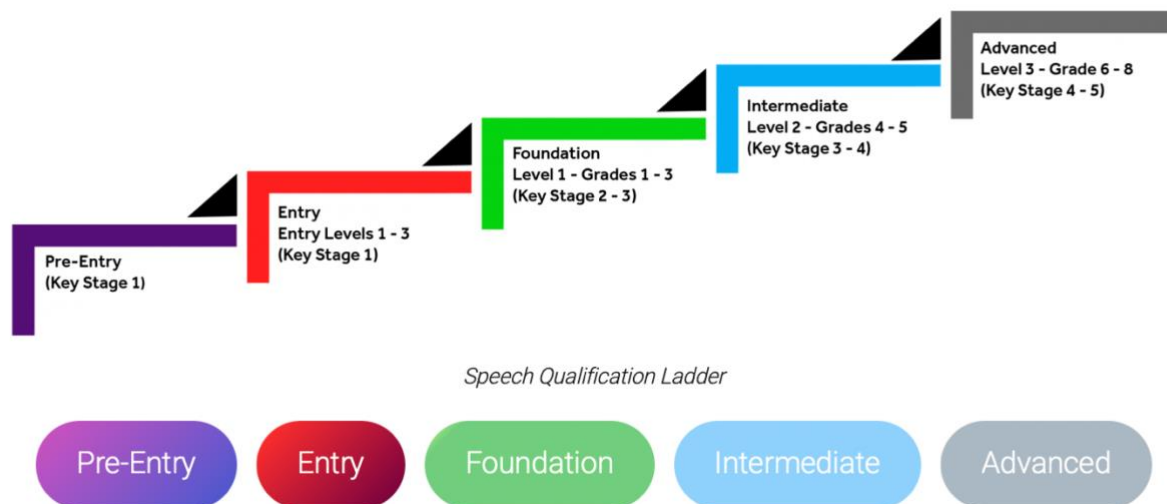 Pre-Entry
(Key Stage 1)
Entry
Entry Levels 1 - 3
(Key Stage 1)
Foundation
Level 1 - Grades 1 - 3
(Key Stage 2 - 3)
Intermediate
Level 2 - Grades 4 - 5
(Key Stage 3 - 4)
Advanced
Level 3 - Grade 6 - 8
(Key Stage 4 - 5)
Speech Qualification Ladder
Pre-Entry
Entry
Foundation
Intermediate
Advanced